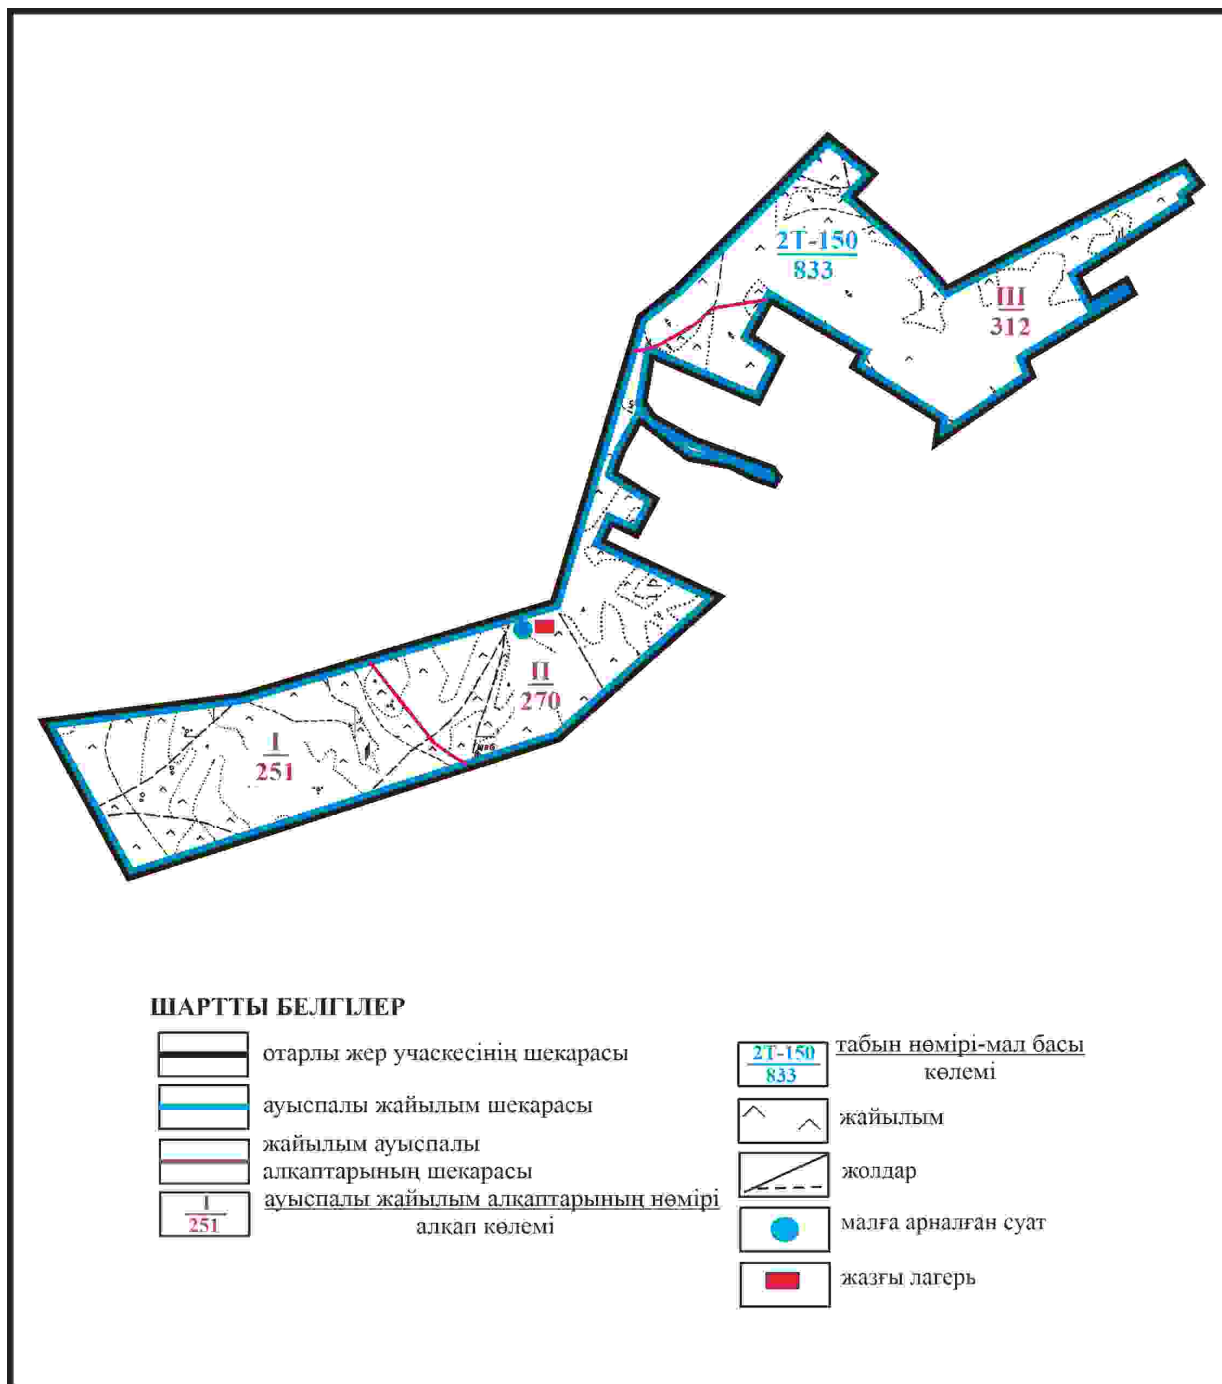 2Т-150
833
III
312
II
270
I
251
ШАРТТЫ БЕЛГІЛЕР
отарлы жер учаскесінің шекарасы
ауыспалы жайылым шекарасы
жайылым ауыспалы
алқаптарының шекарасы
I
251
ауыспалы жайылым алқаптарының нөмірі
алқап көлемі
2Т-150
833
табын нөмірі-мал басы
көлемі
жайылым
жолдар
малға арналған суат
жазғы лагерь